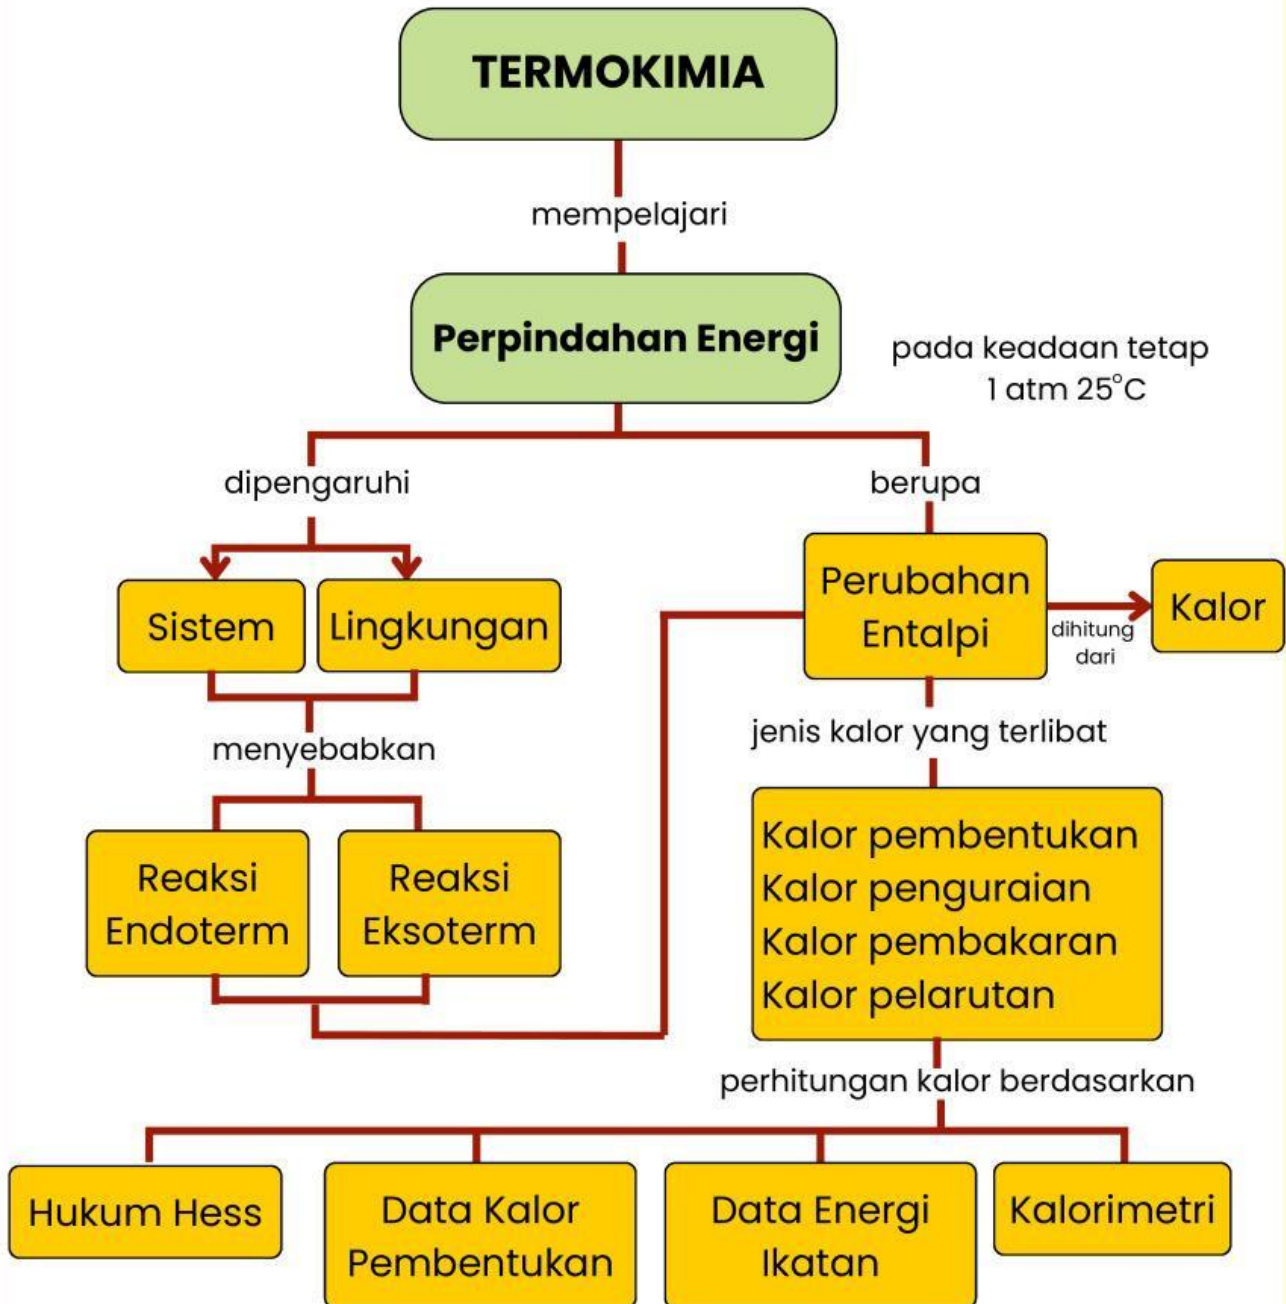 TERMOKIMIA
mempelajari
Perpindahan Energi
pada keadaan tetap
1 atm 25°C
dipengaruhi
berupa
Sistem
Lingkungan
Perubahan
Entalpi
dihitung
dari
Kalor
menyebabkan
jenis kalor yang terlibat
Reaksi
Endoterm
Reaksi
Eksoterm
Kalor pembentukan
Kalor penguraian
Kalor pembakaran
Kalor pelarutan
perhitungan kalor berdasarkan
Hukum Hess
Data Kalor
Pembentukan
Data Energi
Ikatan
Kalorimetri